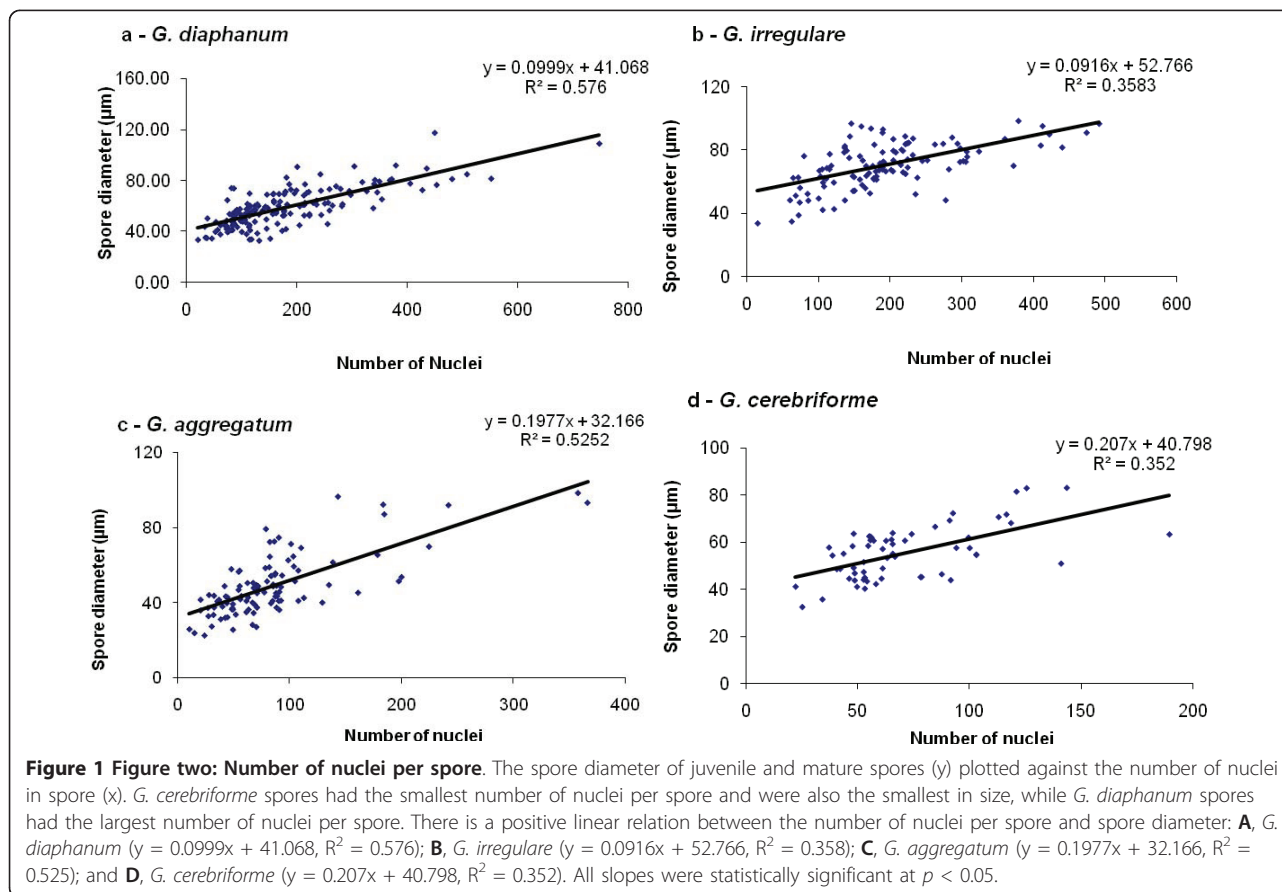 a - G. diaphanum
y = 0.0999x + 41.068
R² = 0.576
Spore diameter (µm)
160.00
120.00
80.00
40.00
0.00
0 200 400 600 800
Number of Nuclei
b - G. irregulare
y = 0.0916x + 52.766
R² = 0.3583
Spore diameter (µm)
120
80
40
0
0 100 200 300 400 500 600
Number of nuclei
c - G. aggregatum
y = 0.1977x + 32.166
R² = 0.5252
Spore diameter (µm)
120
80
40
0
0 100 200 300 400
Number of nuclei
d - G. cerebriforme
y = 0.207x + 40.798
R² = 0.352
Spore diameter (µm)
100
80
60
40
20
0
0 50 100 150 200
Number of nuclei
Figure 1 Figure two: Number of nuclei per spore. The spore diameter of juvenile and mature spores (y) plotted against the number of nuclei
in spore (x). G. cerebriforme spores had the smallest number of nuclei per spore and were also the smallest in size, while G. diaphanum spores
had the largest number of nuclei per spore. There is a positive linear relation between the number of nuclei per spore and spore diameter: A, G.
diaphanum (y = 0.0999x + 41.068, R² = 0.576); B, G. irregulare (y = 0.0916x + 52.766, R² = 0.358); C, G. aggregatum (y = 0.1977x + 32.166, R² =
0.525); and D, G. cerebriforme (y = 0.207x + 40.798, R² = 0.352). All slopes were statistically significant at p < 0.05.